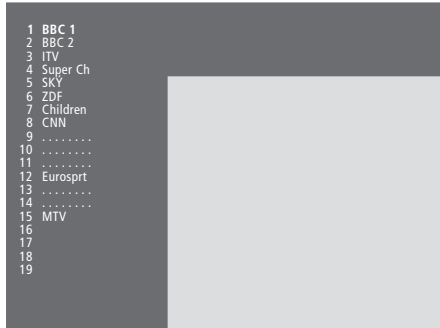 1 BBC 1
2 BBC 2
3 ITV
4 Super Ch
5 SKY
6 ZDF
7 Children
8 CNN
9 . . . . . . . .
10 . . . . . . . .
11 . . . . . . . .
12 Eurosprt
13 . . . . . . . .
14 . . . . . . . .
15 MTV
16
17
18
19